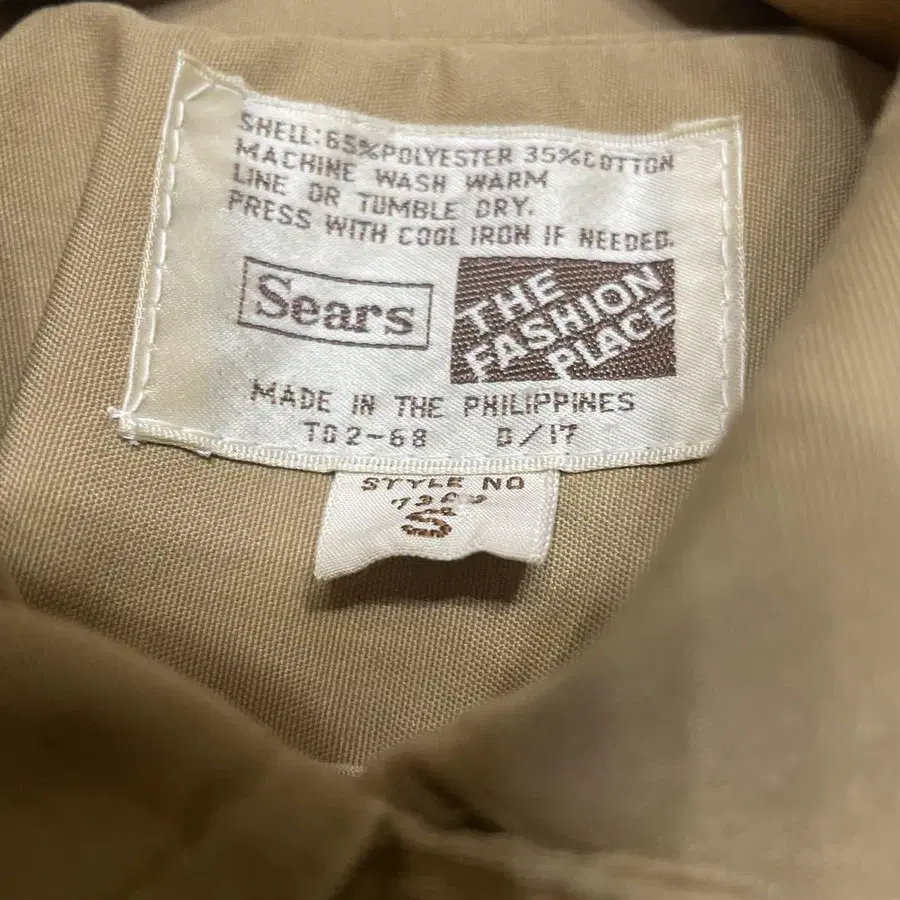 SHELL:65%POLYESTER 35%COTTON
MACHINE WASH WARM
LINE OR TUMBLE DRY.
PRESS WITH COOL IRON IF NEEDED.
Sears
THE
FASHION
PLACE
MADE IN THE PHILIPPINES
TG2-68 D/17
STYLE NO
S